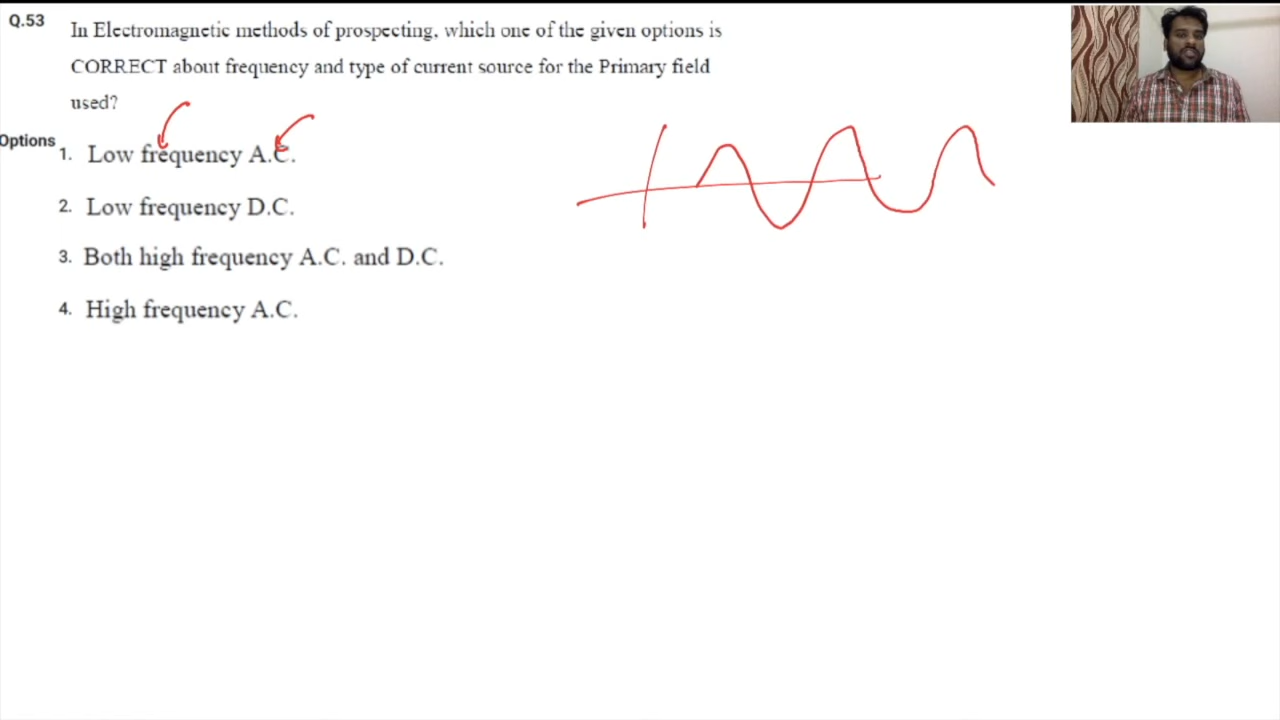 Q.53
In Electromagnetic methods of prospecting, which one of the given options is
CORRECT about frequency and type of current source for the Primary field
used?
Options
1. Low frequency A.C.
2. Low frequency D.C.
3. Both high frequency A.C. and D.C.
4. High frequency A.C.